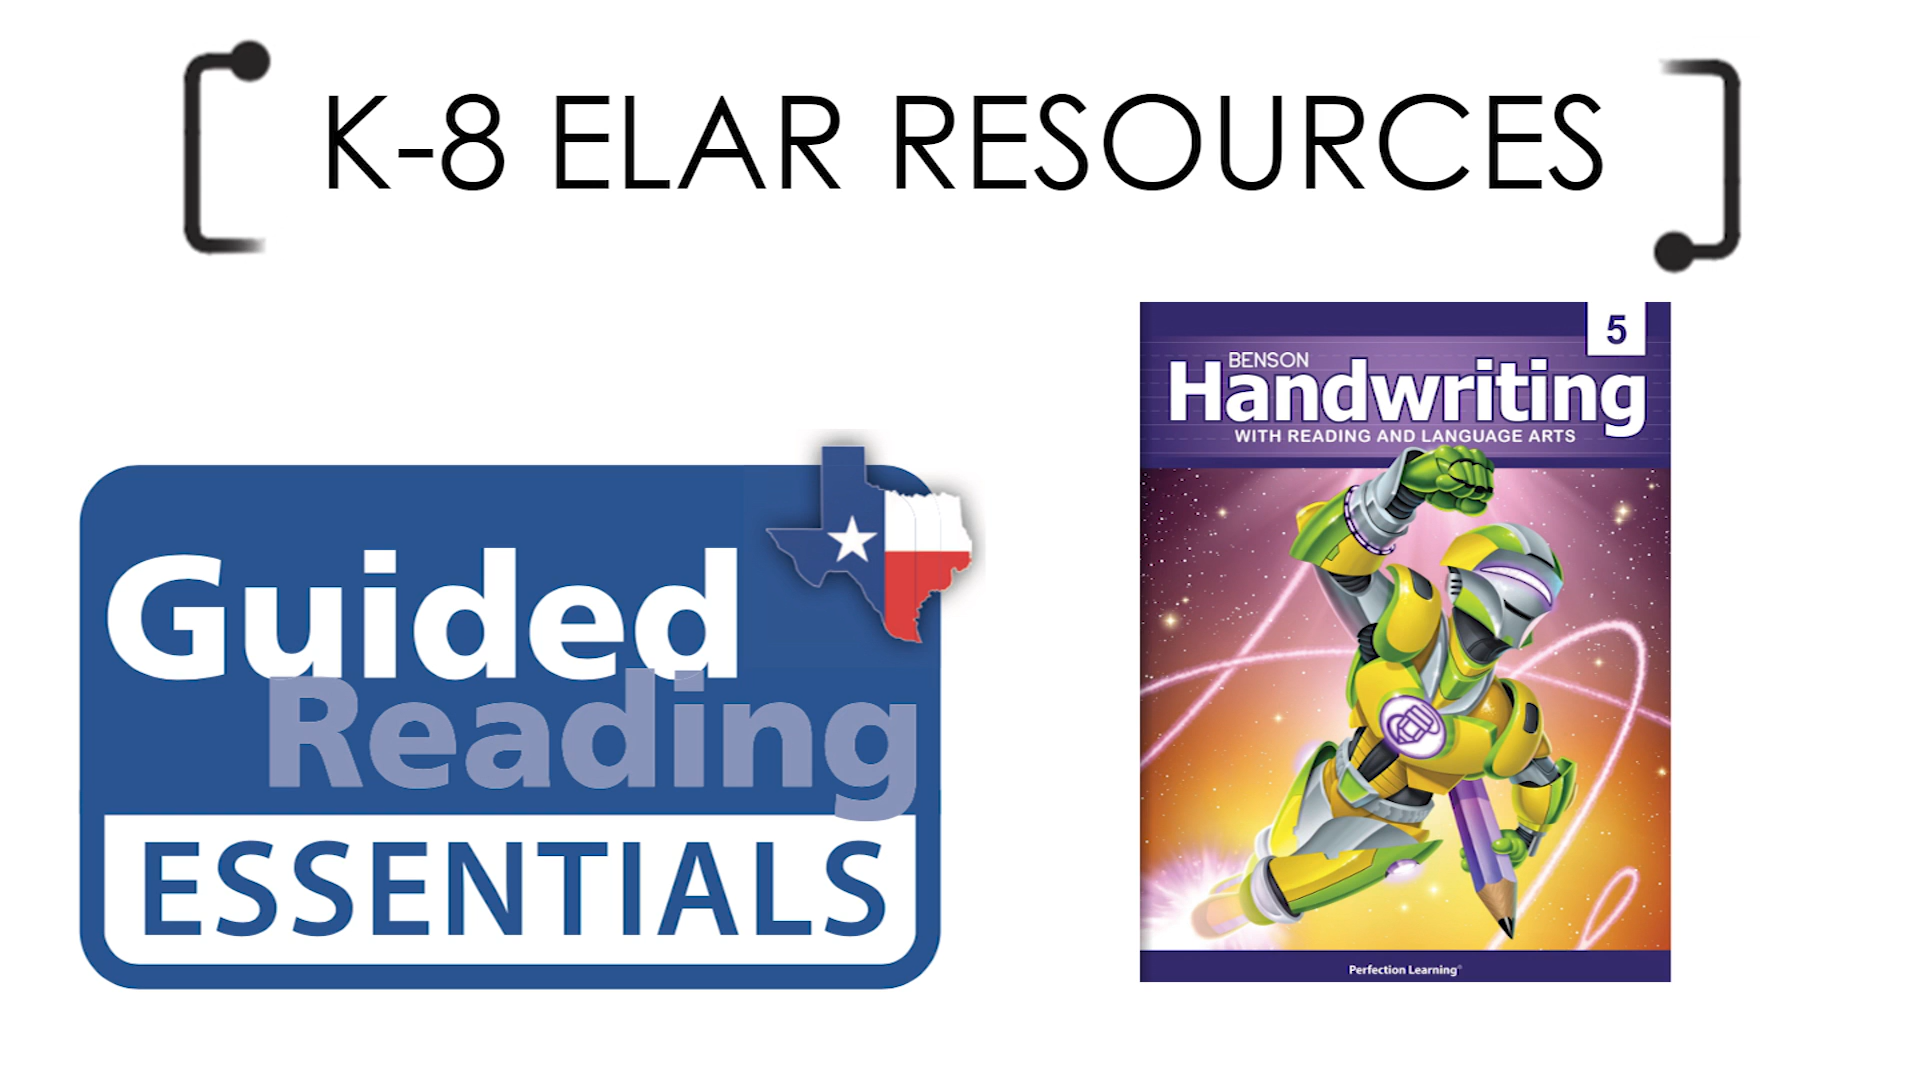 K-8 ELAR RESOURCES
Guided
Reading
ESSENTIALS
5
BENSON
Handwriting
WITH READING AND LANGUAGE ARTS
Perfection Learning®